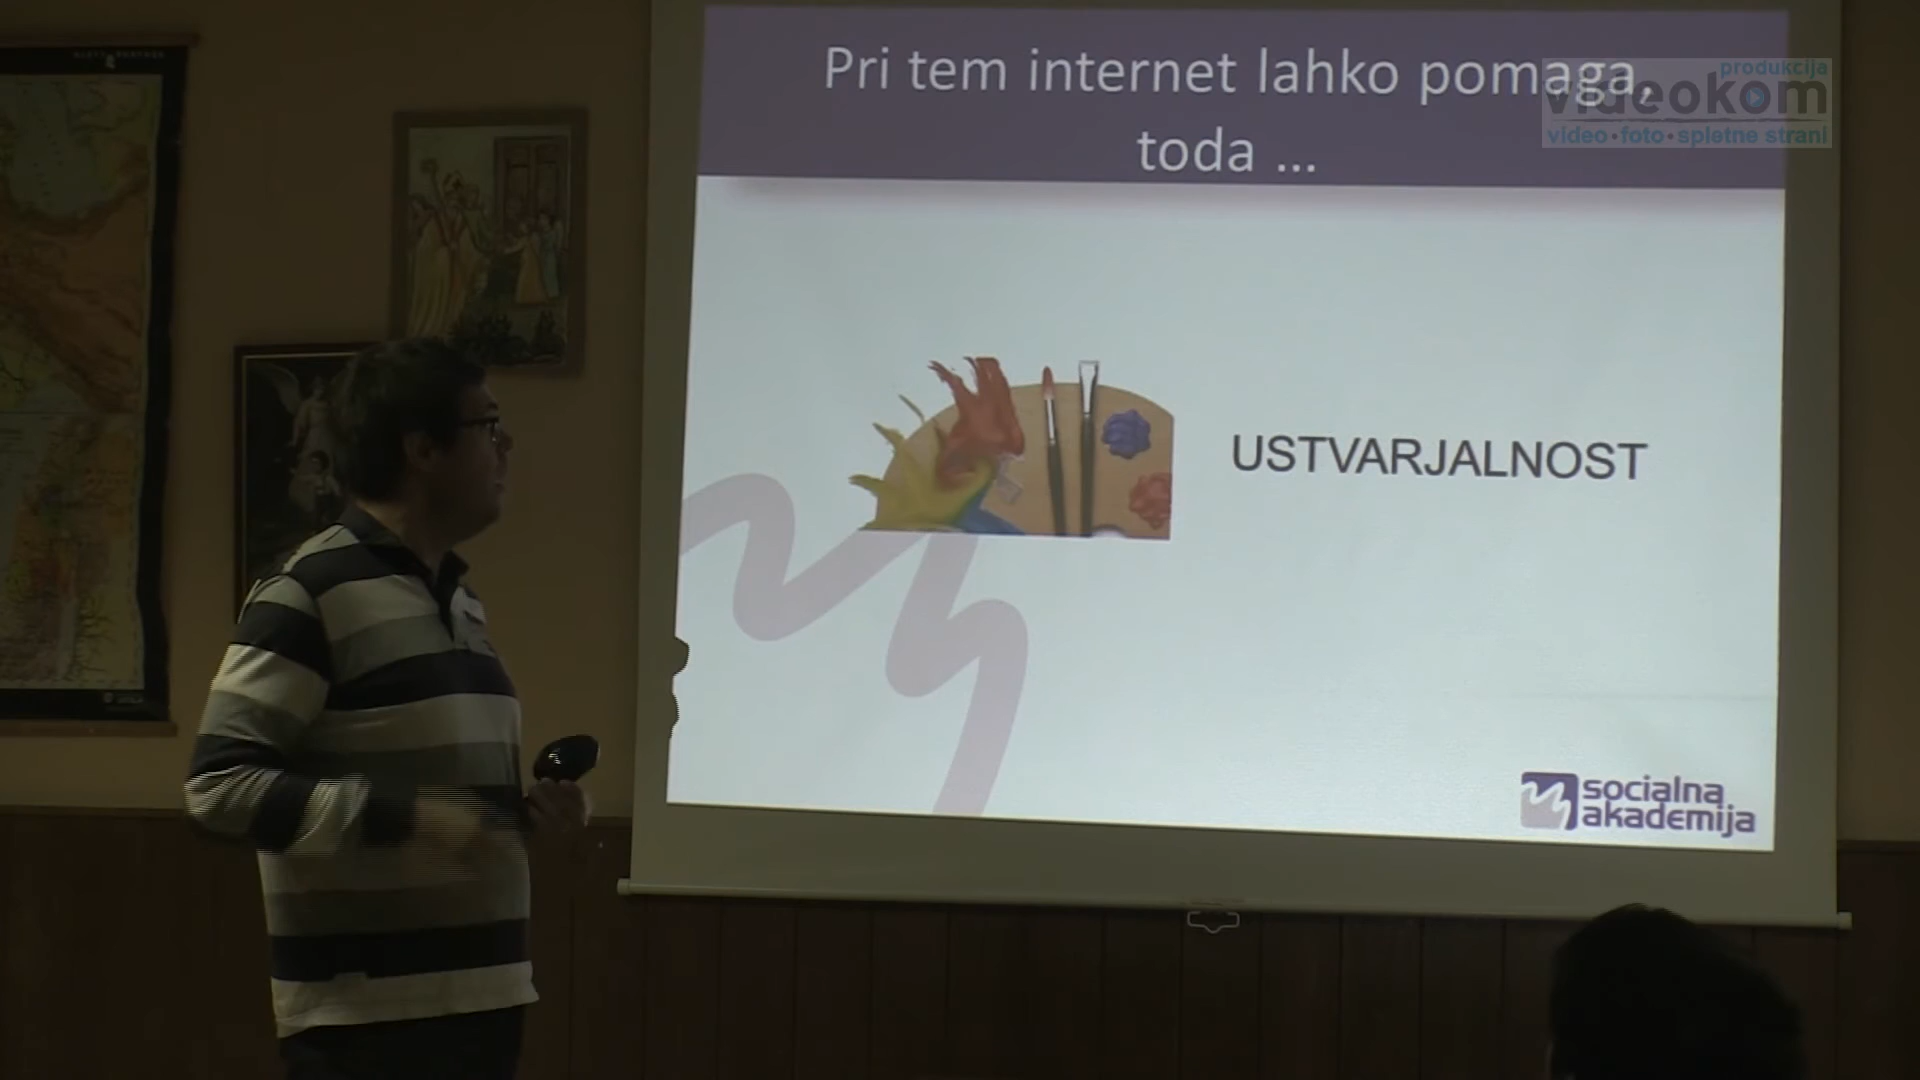 Pri tem internet lahko pomaga,
toda ...
produkcija
videokom
video•foto•spletne strani
USTVARJALNOST
socialna
akademija